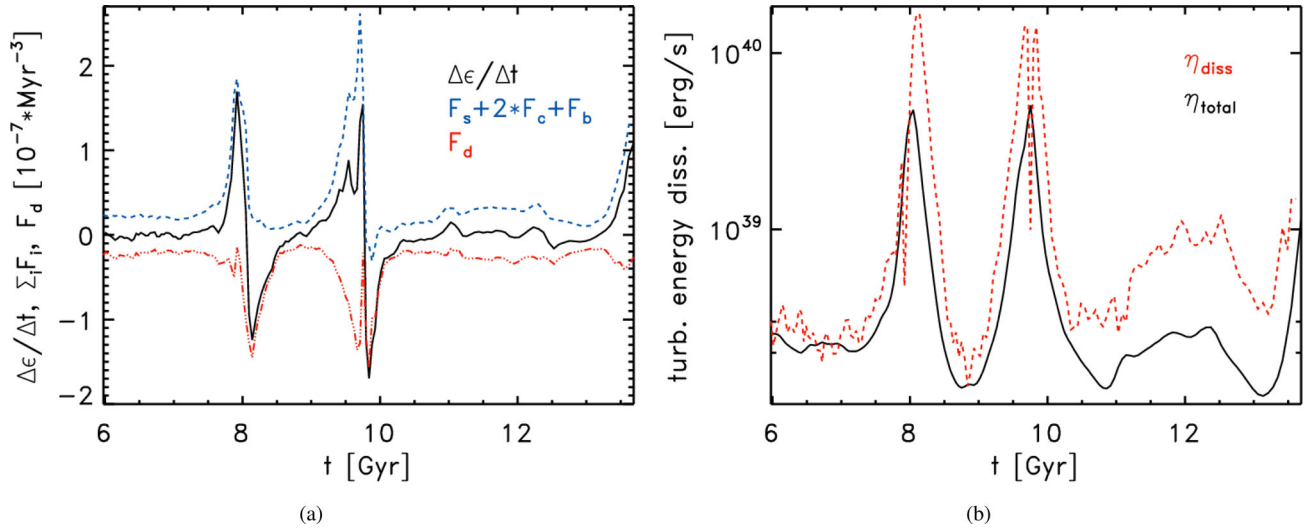 Δϵ/Δt, Σ_iF_i, F_d [10^-7*Myr^-3]
2
1
0
−1
−2
6
8
10
12
t [Gyr]
Δϵ/Δt
F_s+2*F_c+F_b
F_d
(a)
turb. energy diss. [erg/s]
10^40
10^39
6
8
10
12
t [Gyr]
η_diss
η_total
(b)